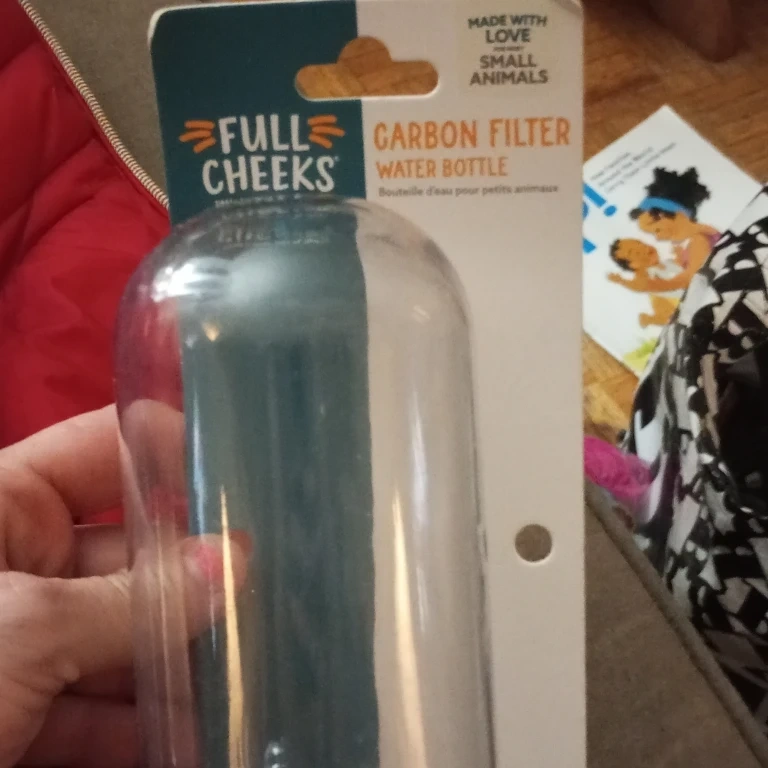 MADE WITH
LOVE
SMALL
ANIMALS
FULL
CHEEKS
CARBON FILTER
WATER BOTTLE
Bouteille d'eau pour petits animaux